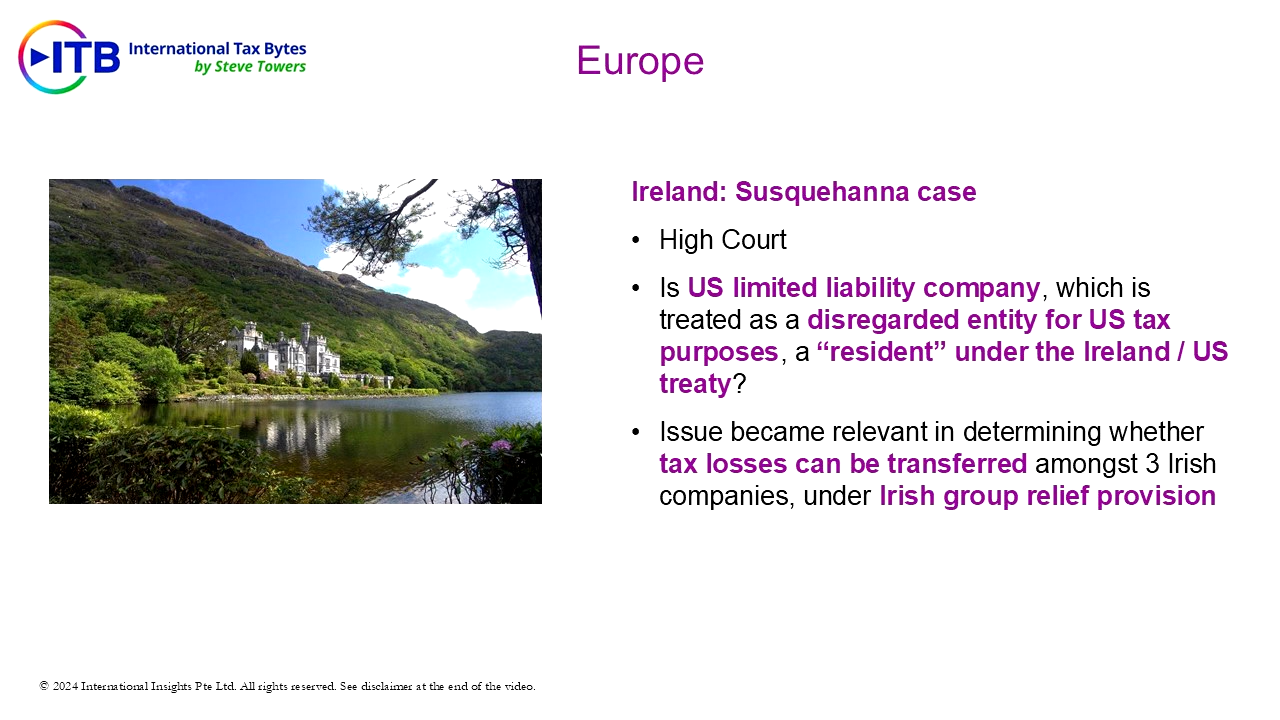 ITB International Tax Bytes
by Steve Towers
Europe
Ireland: Susquehanna case
• High Court
• Is US limited liability company, which is
treated as a disregarded entity for US tax
purposes, a “resident” under the Ireland / US
treaty?
• Issue became relevant in determining whether
tax losses can be transferred amongst 3 Irish
companies, under Irish group relief provision
© 2024 International Insights Pte Ltd. All rights reserved. See disclaimer at the end of the video.